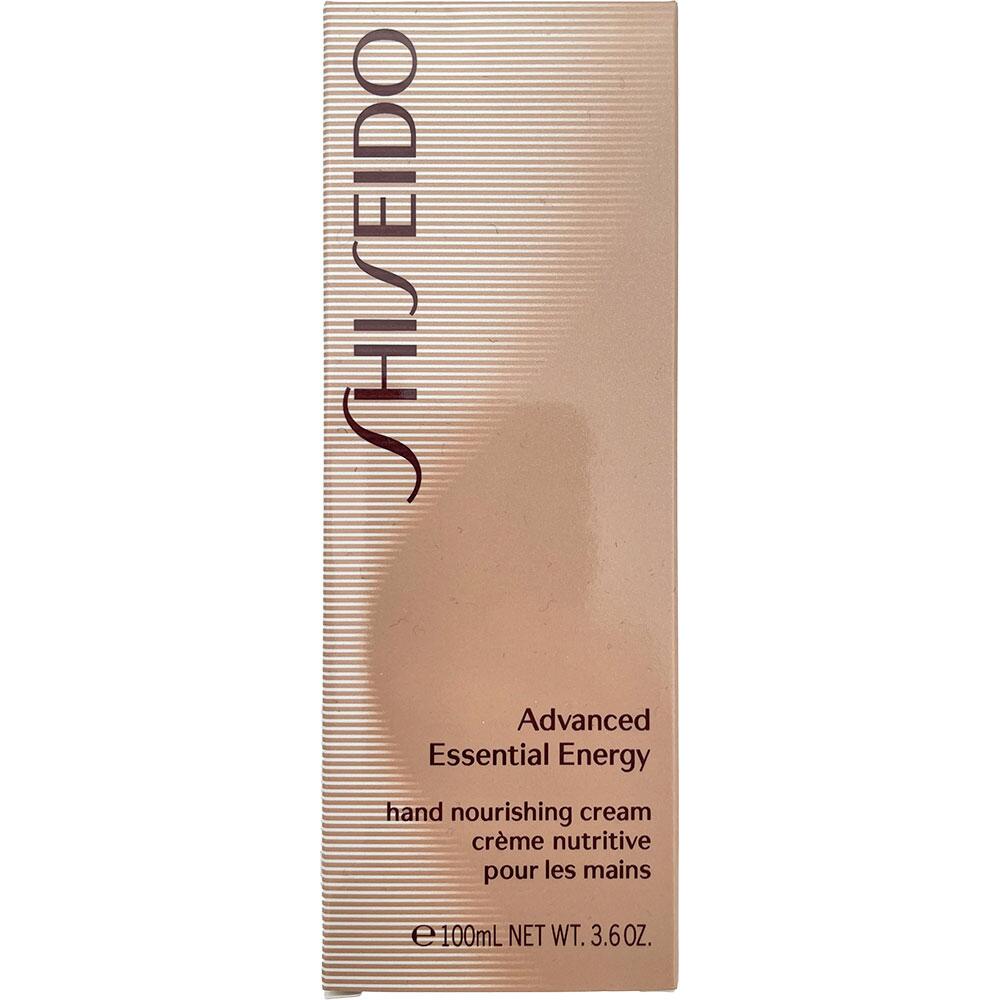 SHISEIDO
Advanced
Essential Energy
hand nourishing cream
crème nutritive
pour les mains
℮100mL NET WT. 3.6 OZ.